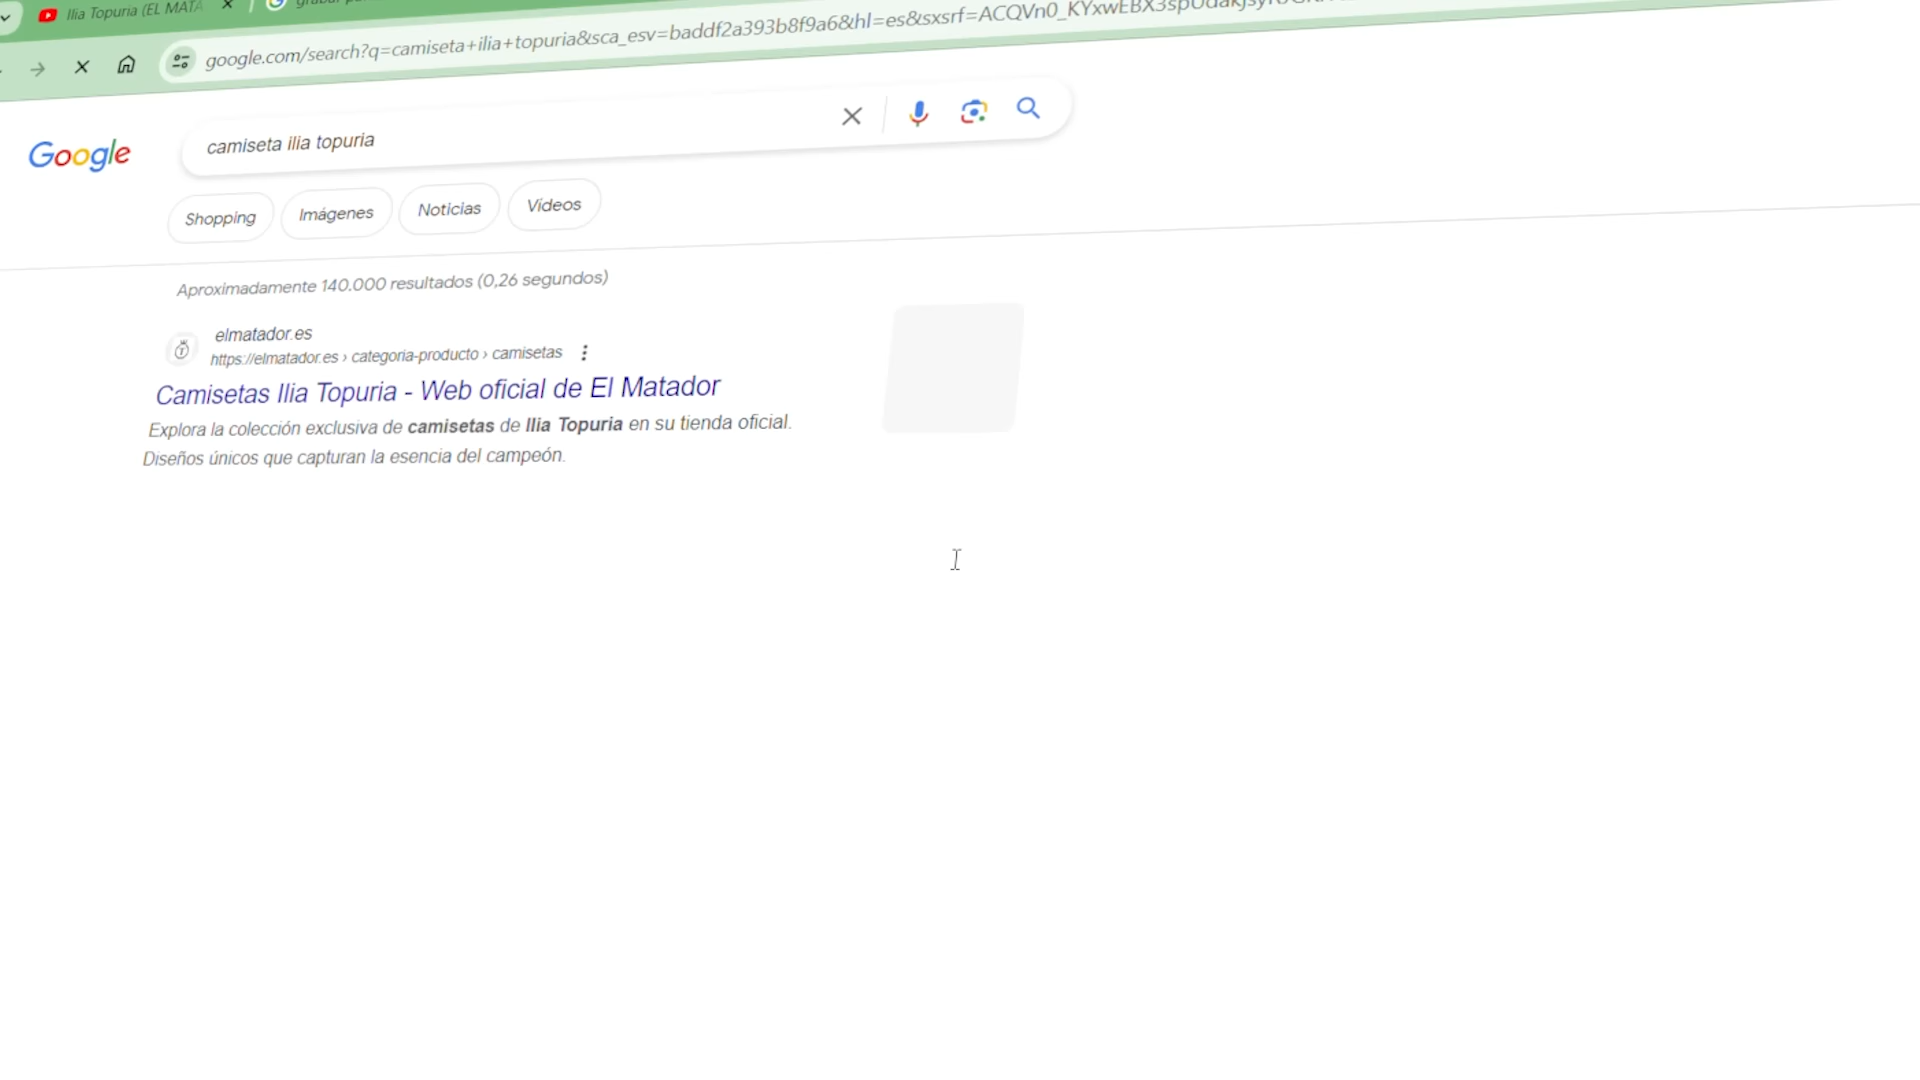 Ilia Topuria (EL MATA
google.com/search?q=camiseta+ilia+topuria&sca_esv=baddf2a393b8f9a6&hl=es&sxsrf=ACQVn0_KYxwEBX3spUdakjsyr
Google
camiseta ilia topuria
Shopping
Imágenes
Noticias
Vídeos
Aproximadamente 140.000 resultados (0,26 segundos)
elmatador.es
https://elmatador.es › categoria-producto › camisetas
Camisetas Ilia Topuria - Web oficial de El Matador
Explora la colección exclusiva de camisetas de Ilia Topuria en su tienda oficial.
Diseños únicos que capturan la esencia del campeón.